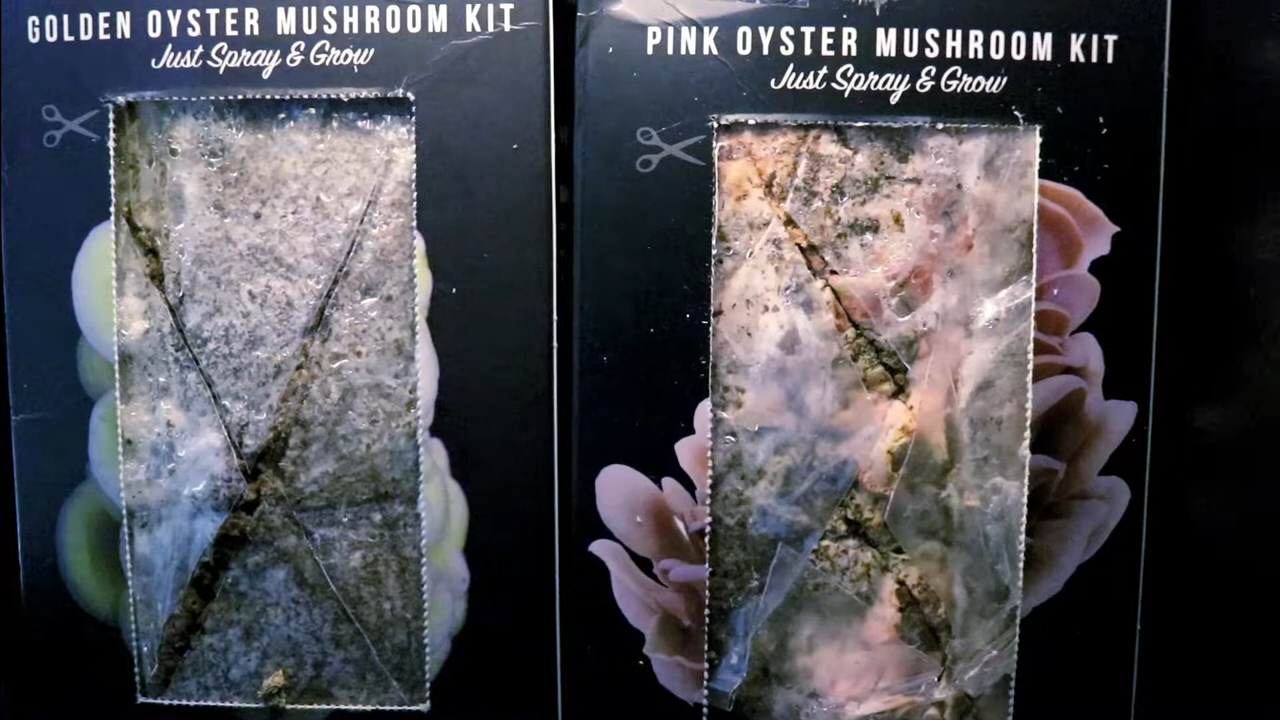 GOLDEN OYSTER MUSHROOM KIT
Just Spray & Grow
PINK OYSTER MUSHROOM KIT
Just Spray & Grow